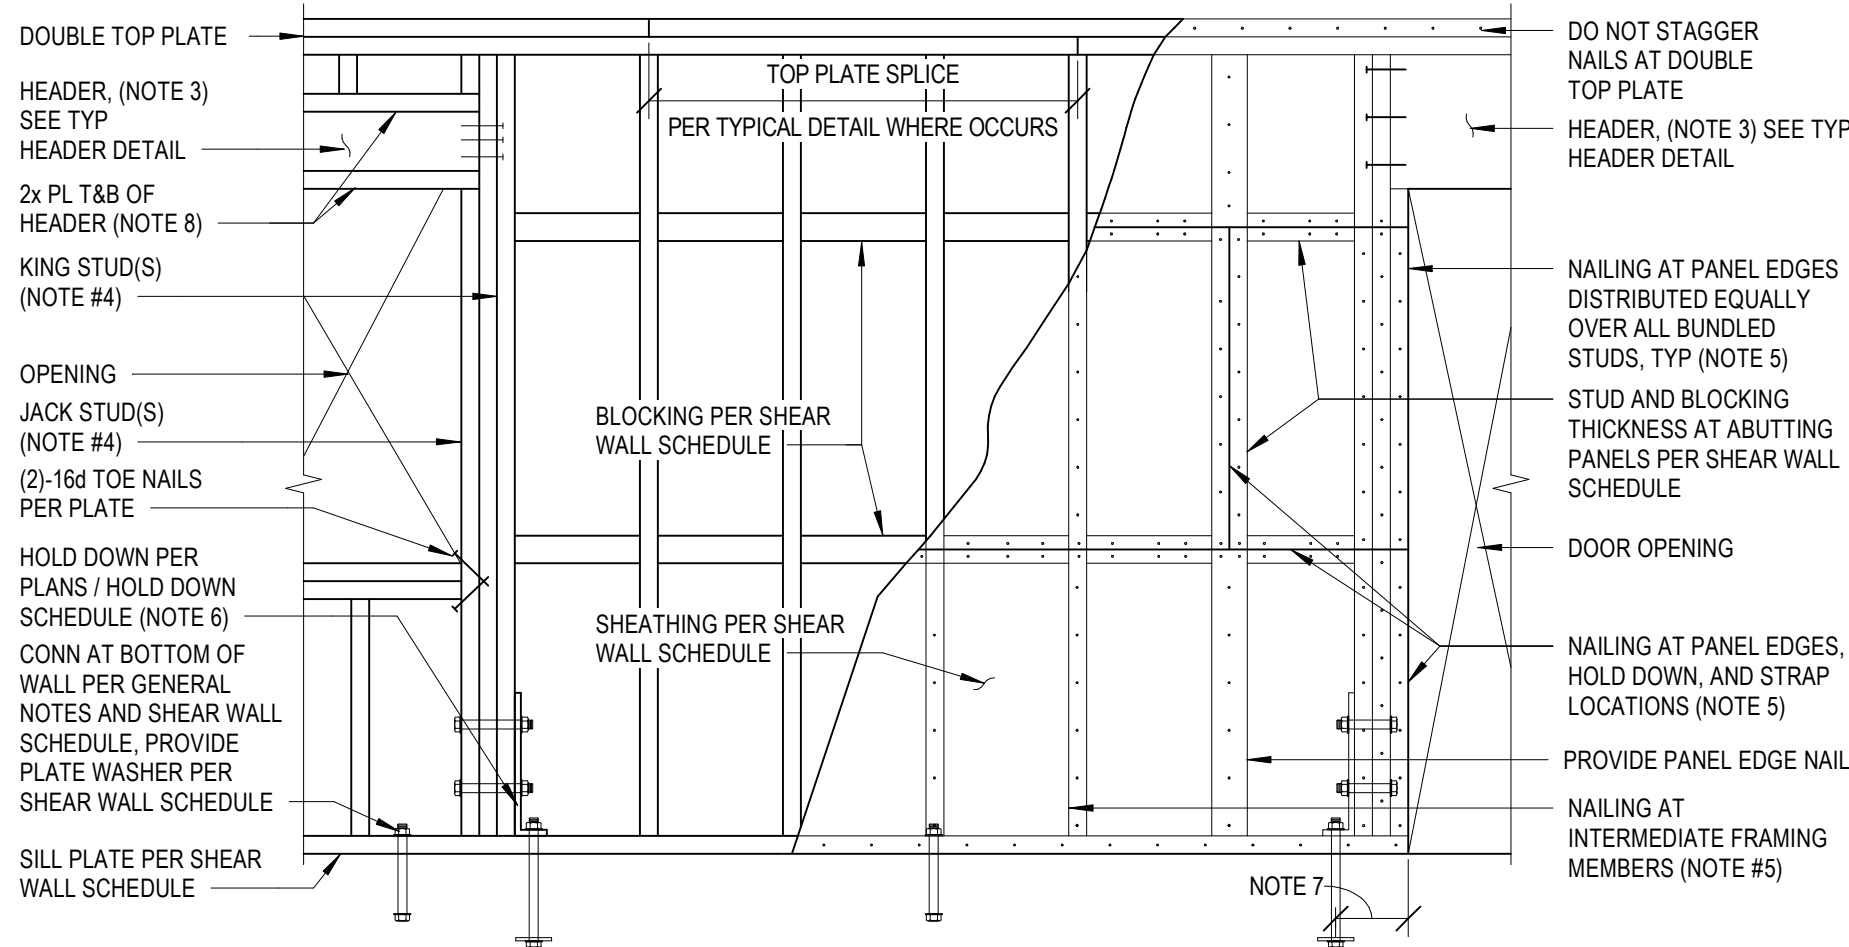 DOUBLE TOP PLATE
HEADER, (NOTE 3)
SEE TYP
HEADER DETAIL
2x PL T&B OF
HEADER (NOTE 8)
KING STUD(S)
(NOTE #4)
OPENING
JACK STUD(S)
(NOTE #4)
(2)-16d TOE NAILS
PER PLATE
HOLD DOWN PER
PLANS / HOLD DOWN
SCHEDULE (NOTE 6)
CONN AT BOTTOM OF
WALL PER GENERAL
NOTES AND SHEAR WALL
SCHEDULE, PROVIDE
PLATE WASHER PER
SHEAR WALL SCHEDULE
SILL PLATE PER SHEAR
WALL SCHEDULE
TOP PLATE SPLICE
PER TYPICAL DETAIL WHERE OCCURS
BLOCKING PER SHEAR
WALL SCHEDULE
SHEATHING PER SHEAR
WALL SCHEDULE
NOTE 7
DO NOT STAGGER
NAILS AT DOUBLE
TOP PLATE
HEADER, (NOTE 3) SEE TYP
HEADER DETAIL
NAILING AT PANEL EDGES
DISTRIBUTED EQUALLY
OVER ALL BUNDLED
STUDS, TYP (NOTE 5)
STUD AND BLOCKING
THICKNESS AT ABUTTING
PANELS PER SHEAR WALL
SCHEDULE
DOOR OPENING
NAILING AT PANEL EDGES,
HOLD DOWN, AND STRAP
LOCATIONS (NOTE 5)
PROVIDE PANEL EDGE NAIL
NAILING AT
INTERMEDIATE FRAMING
MEMBERS (NOTE #5)